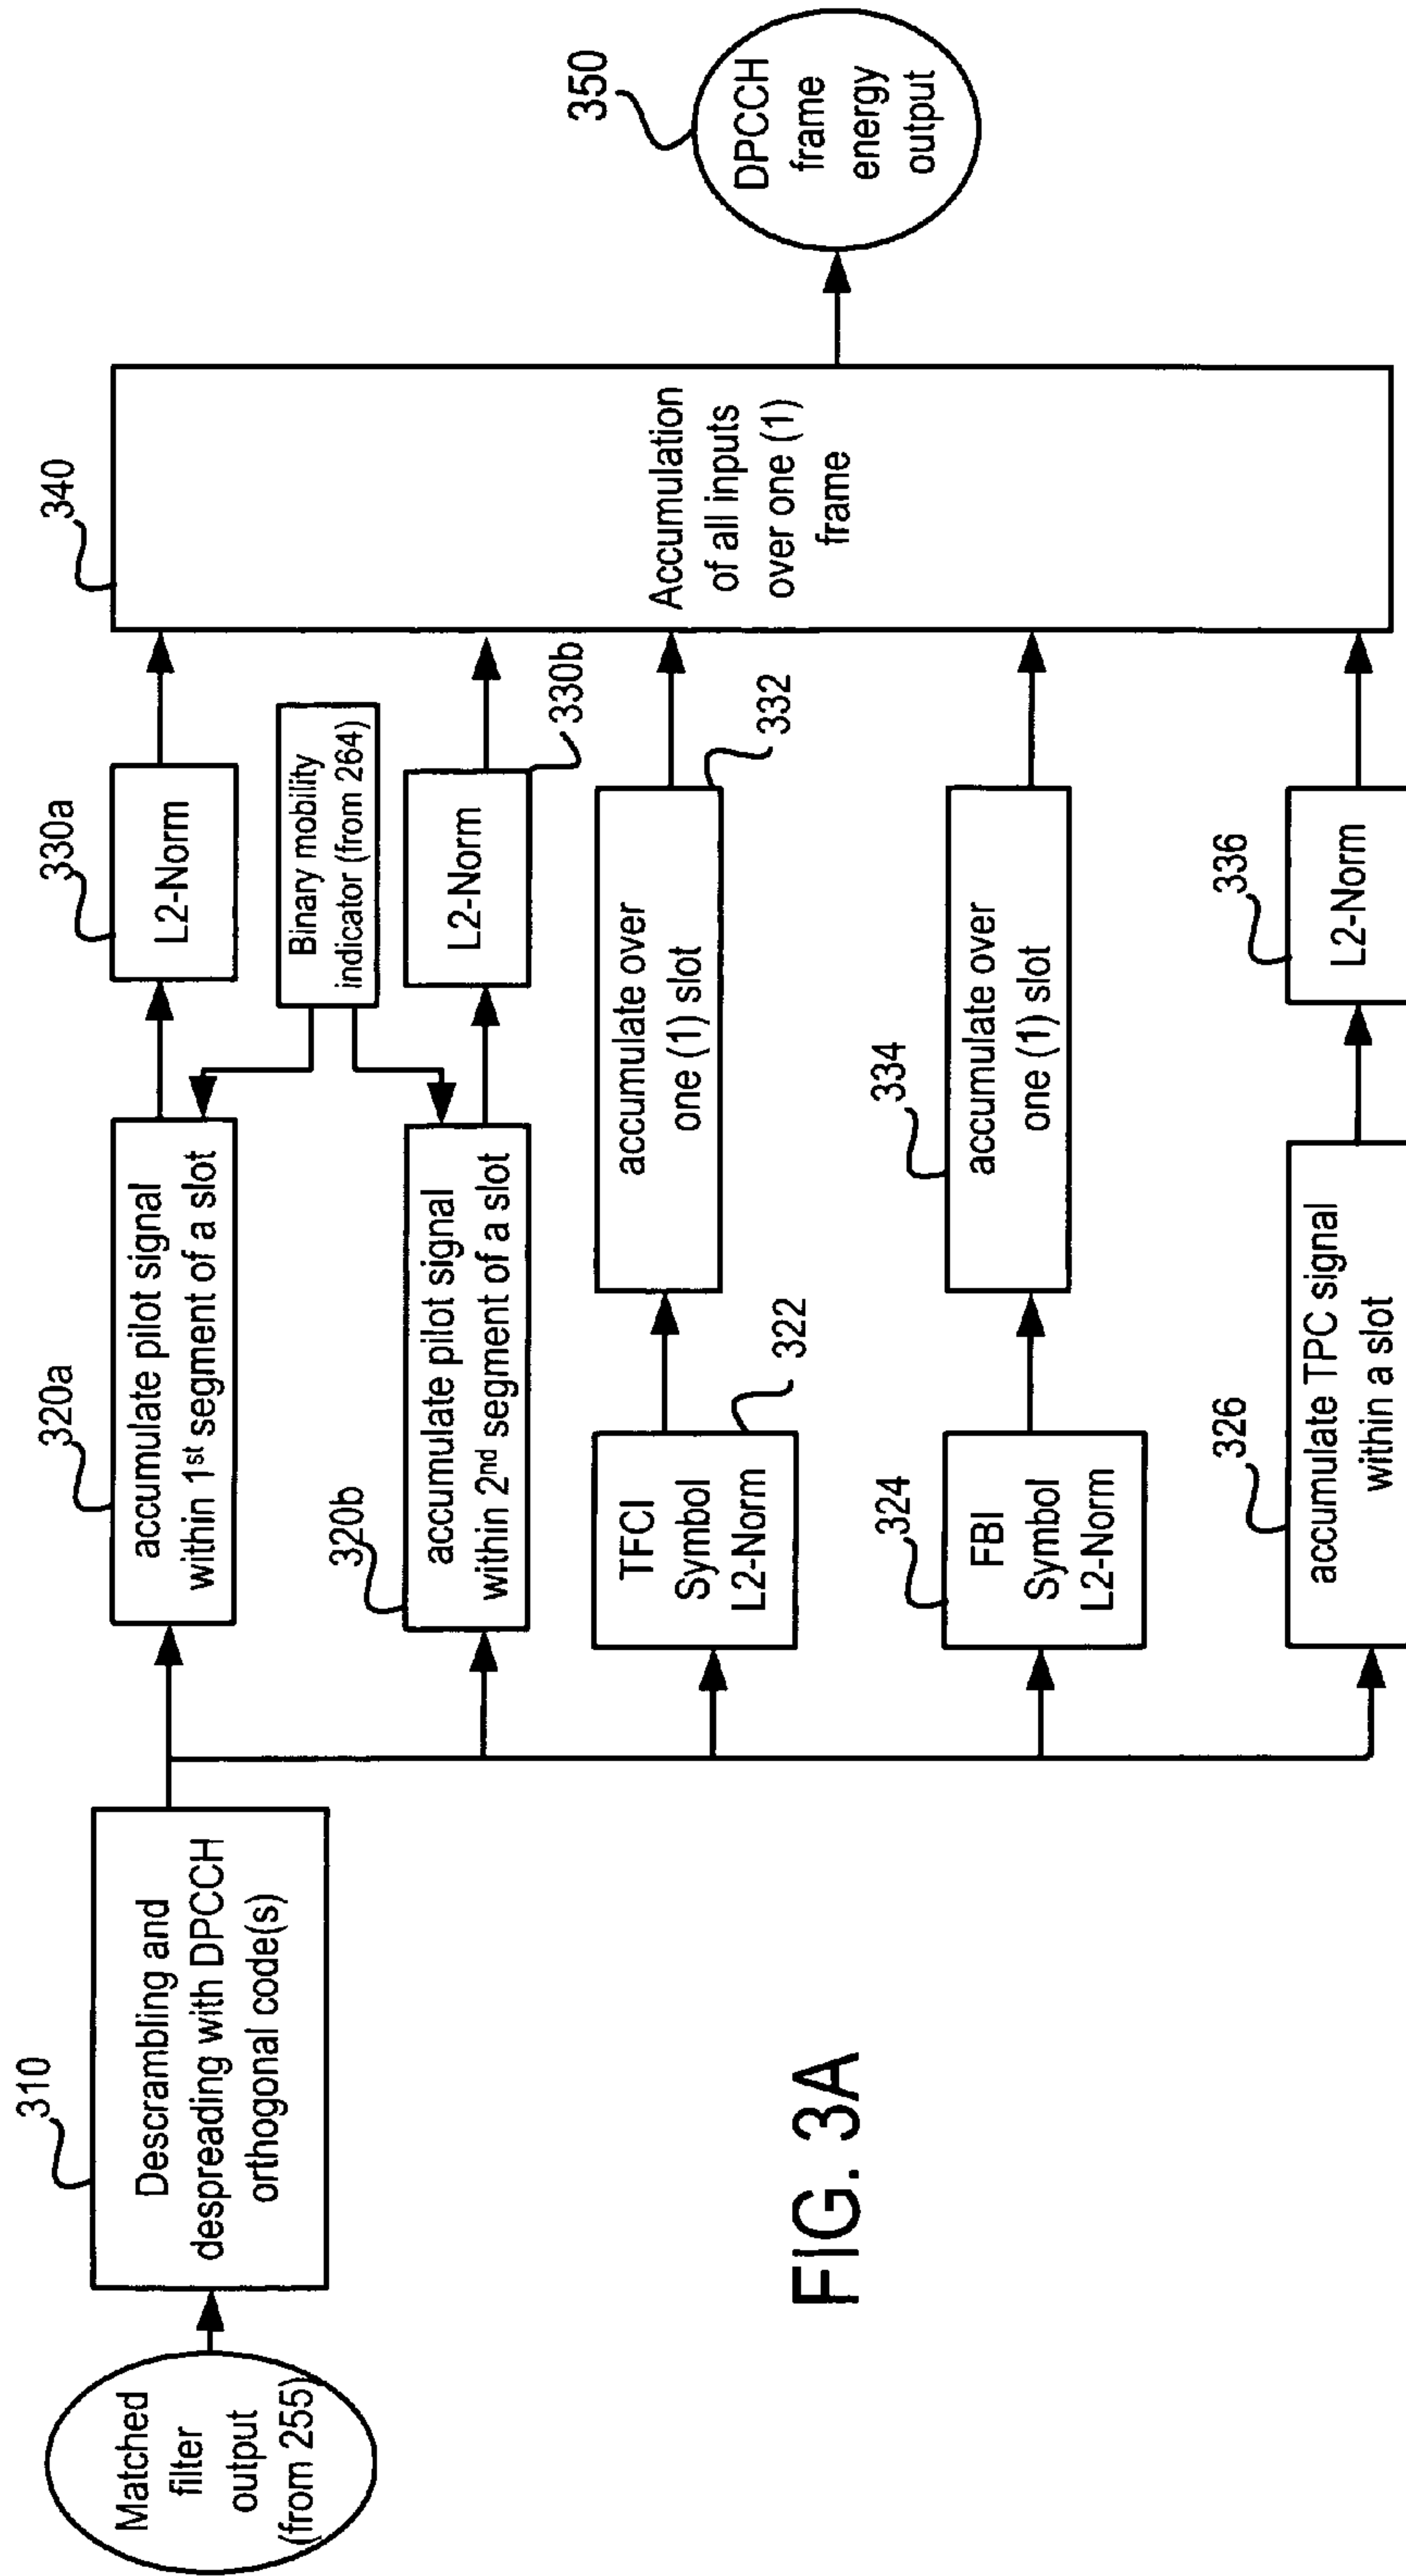 Matched
filter
output
(from 255)
310
Descrambling and
despreading with DPCCH
orthogonal code(s)
320a
accumulate pilot signal
within 1st segment of a slot
330a
L2-Norm
Binary mobility
indicator (from 264)
320b
accumulate pilot signal
within 2nd segment of a slot
L2-Norm
330b
TFCI
Symbol
L2-Norm
322
accumulate over
one (1) slot
332
324
FBI
Symbol
L2-Norm
334
accumulate over
one (1) slot
326
accumulate TPC signal
within a slot
336
L2-Norm
340
Accumulation
of all inputs
over one (1)
frame
350
DPCCH
frame
energy
output
FIG. 3A